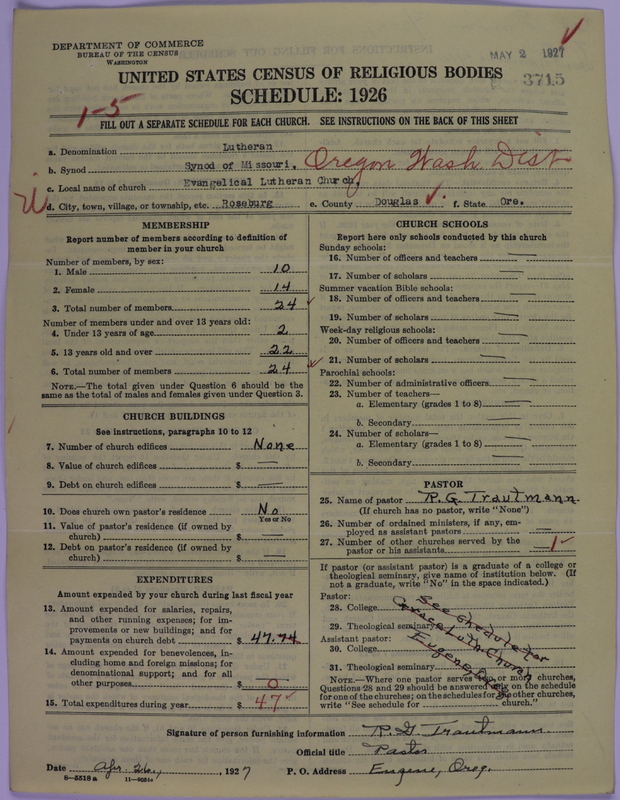 DEPARTMENT OF COMMERCE
BUREAU OF THE CENSUS
WASHINGTON
MAY 2 1927
3715
UNITED STATES CENSUS OF RELIGIOUS BODIES
SCHEDULE: 1926
1-5
FILL OUT A SEPARATE SCHEDULE FOR EACH CHURCH. SEE INSTRUCTIONS ON THE BACK OF THIS SHEET
a. Denomination Lutheran
b. Synod Synod of Missouri, Oregon Wash. Dist
c. Local name of church Evangelical Lutheran Church,
d. City, town, village, or township, etc. Roseburg e. County Douglas f. State Ore.
MEMBERSHIP
Report number of members according to definition of
member in your church
Number of members, by sex:
1. Male 10
2. Female 14
3. Total number of members 24
Number of members under and over 13 years old:
4. Under 13 years of age 2
5. 13 years old and over 22
6. Total number of members 24
NOTE.—The total given under Question 6 should be
the same as the total of males and females given under Question 3.
CHURCH BUILDINGS
See instructions, paragraphs 10 to 12
7. Number of church edifices None
8. Value of church edifices $ —
9. Debt on church edifices $ —
10. Does church own pastor's residence No
Yes or No
11. Value of pastor's residence (if owned by
church) $ —
12. Debt on pastor's residence (if owned by
church) $ —
EXPENDITURES
Amount expended by your church during last fiscal year
13. Amount expended for salaries, repairs,
and other running expenses; for im-
provements or new buildings; and for
payments on church debt $ 47.74
14. Amount expended for benevolences, in-
cluding home and foreign missions; for
denominational support; and for all
other purposes $ 0
15. Total expenditures during year $ 47
CHURCH SCHOOLS
Report here only schools conducted by this church
Sunday schools:
16. Number of officers and teachers —
17. Number of scholars —
Summer vacation Bible schools:
18. Number of officers and teachers —
19. Number of scholars —
Week-day religious schools:
20. Number of officers and teachers —
21. Number of scholars —
Parochial schools:
22. Number of administrative officers —
23. Number of teachers—
a. Elementary (grades 1 to 8) —
b. Secondary —
24. Number of scholars—
a. Elementary (grades 1 to 8) —
b. Secondary —
PASTOR
25. Name of pastor R. G. Trautmann
(If church has no pastor, write "None")
26. Number of ordained ministers, if any, em-
ployed as assistant pastors —
27. Number of other churches served by the
pastor or his assistants 1
If pastor (or assistant pastor) is a graduate of a college or
theological seminary, give name of institution below. (If
not a graduate, write "No" in the space indicated.)
Pastor:
28. College
29. Theological seminary
Assistant pastor:
30. College
31. Theological seminary
See schedule for
Grace Luth. Church
Eugene,
NOTE.—Where one pastor serves two or more churches,
Questions 28 and 29 should be answered only on the schedule
for one of the churches; on the schedules for the other churches,
write "See schedule for church."
Signature of person furnishing information R. G. Trautmann
Official title Pastor
Date Apr. , 1927 P. O. Address Eugene, Oreg.
8-5518 a